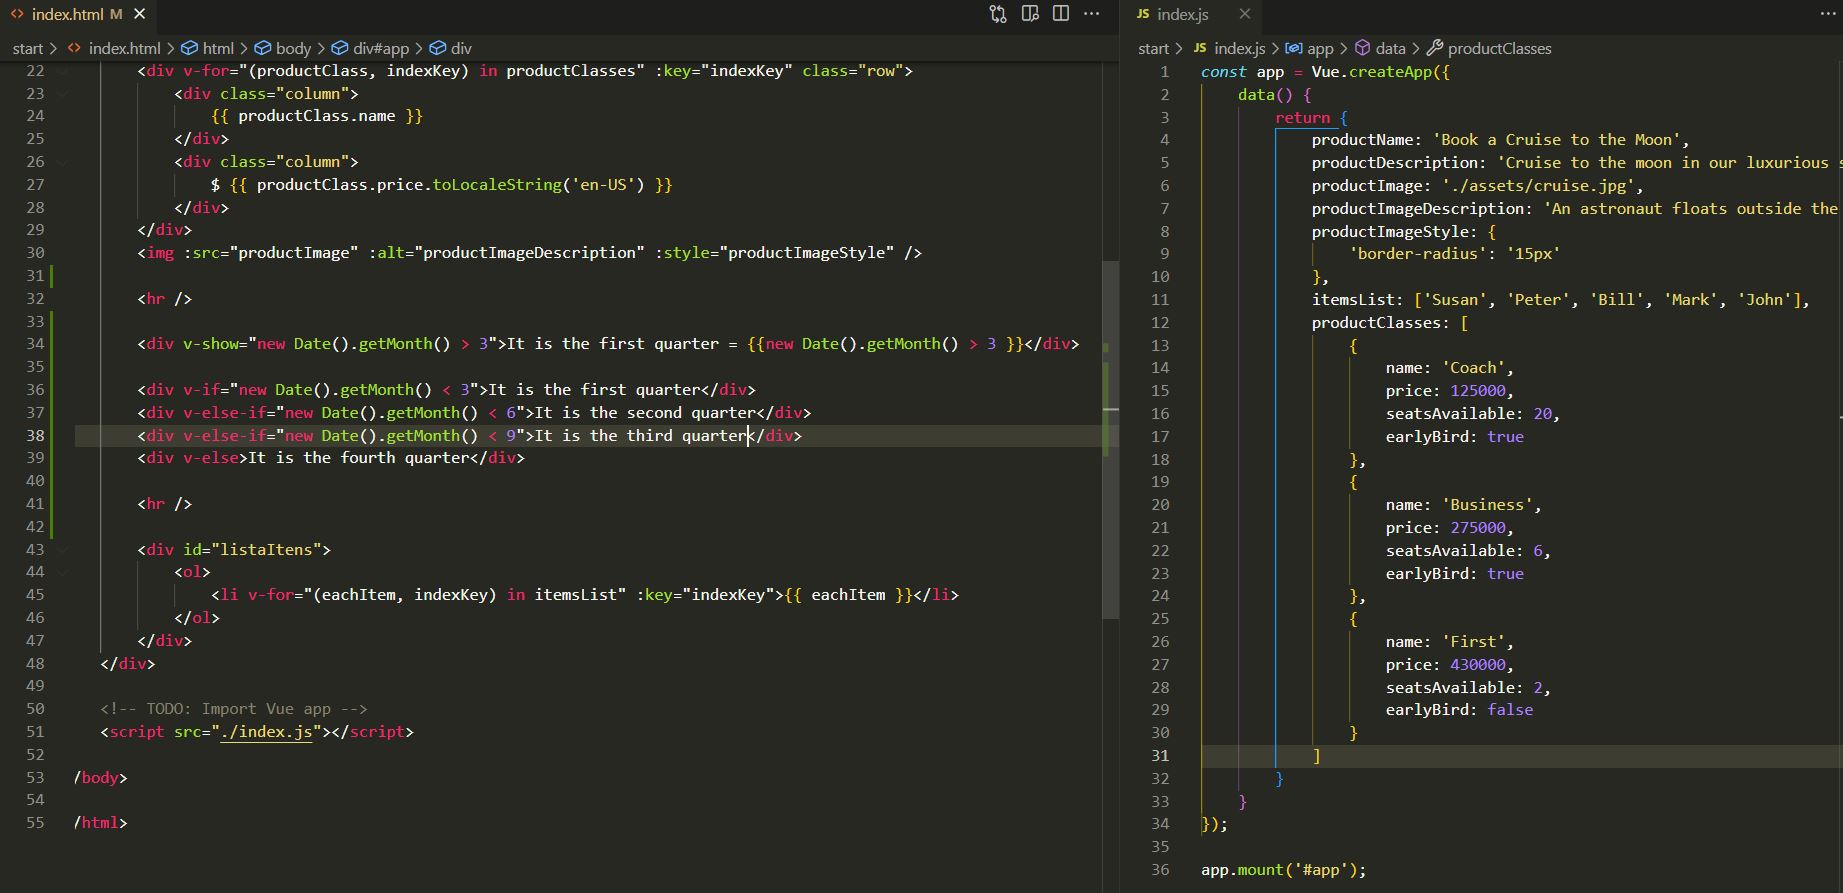 index.html M
start > index.html > html > body > div#app > div
22 <div v-for="(productClass, indexKey) in productClasses" :key="indexKey" class="row">
23 <div class="column">
24 {{ productClass.name }}
25 </div>
26 <div class="column">
27 $ {{ productClass.price.toLocaleString('en-US') }}
28 </div>
29 </div>
30 <img :src="productImage" :alt="productImageDescription" :style="productImageStyle" />
31
32 <hr />
33
34 <div v-show="new Date().getMonth() > 3">It is the first quarter = {{new Date().getMonth() > 3 }}</div>
35
36 <div v-if="new Date().getMonth() < 3">It is the first quarter</div>
37 <div v-else-if="new Date().getMonth() < 6">It is the second quarter</div>
38 <div v-else-if="new Date().getMonth() < 9">It is the third quarter</div>
39 <div v-else>It is the fourth quarter</div>
40
41 <hr />
42
43 <div id="listaItens">
44 <ol>
45 <li v-for="(eachItem, indexKey) in itemsList" :key="indexKey">{{ eachItem }}</li>
46 </ol>
47 </div>
48 </div>
49
50 <!-- TODO: Import Vue app -->
51 <script src="./index.js"></script>
52
53 /body>
54
55 /html>
JS index.js
start > JS index.js > app > data > productClasses
1 const app = Vue.createApp({
2 data() {
3 return {
4 productName: 'Book a Cruise to the Moon',
5 productDescription: 'Cruise to the moon in our luxurious s
6 productImage: './assets/cruise.jpg',
7 productImageDescription: 'An astronaut floats outside the
8 productImageStyle: {
9 'border-radius': '15px'
10 },
11 itemsList: ['Susan', 'Peter', 'Bill', 'Mark', 'John'],
12 productClasses: [
13 {
14 name: 'Coach',
15 price: 125000,
16 seatsAvailable: 20,
17 earlyBird: true
18 },
19 {
20 name: 'Business',
21 price: 275000,
22 seatsAvailable: 6,
23 earlyBird: true
24 },
25 {
26 name: 'First',
27 price: 430000,
28 seatsAvailable: 2,
29 earlyBird: false
30 }
31 ]
32 }
33 }
34 });
35
36 app.mount('#app');